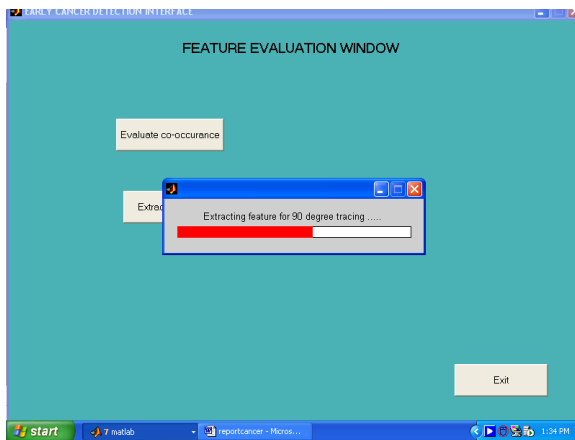 EARLY CANCER DETECTION INTERFACE
FEATURE EVALUATION WINDOW
Evaluate co-occurance
Extrac
Extracting feature for 90 degree tracing .....
Exit
start
7 matlab
reportcancer - Micros...
1:34 PM